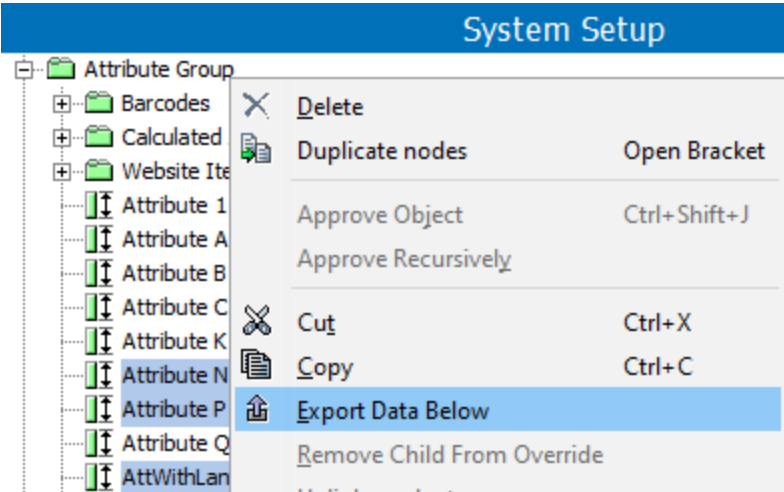 System Setup
Attribute Group
Barcodes
Calculated
Website Ite
Attribute 1
Attribute A
Attribute B
Attribute C
Attribute K
Attribute N
Attribute P
Attribute Q
AttWithLan
Delete
Duplicate nodes Open Bracket
Approve Object Ctrl+Shift+J
Approve Recursively
Cut Ctrl+X
Copy Ctrl+C
Export Data Below
Remove Child From Override